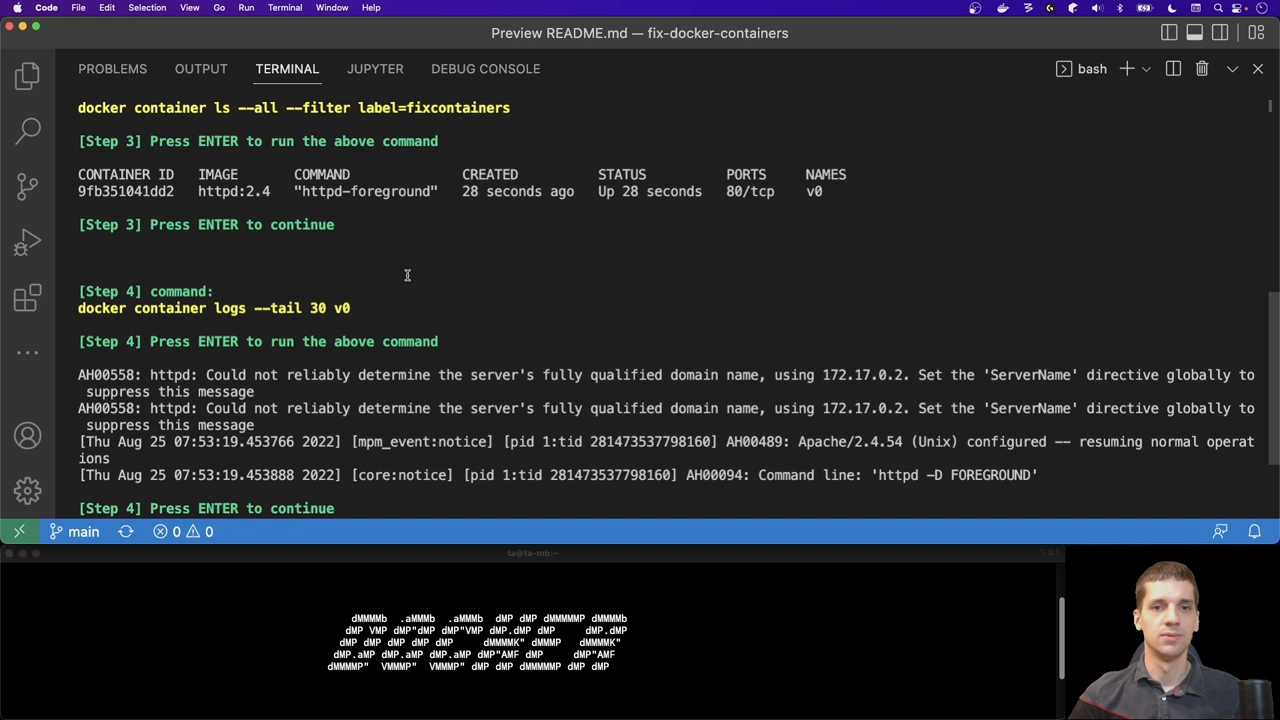 Code File Edit Selection View Go Run Terminal Window Help
Preview README.md — fix-docker-containers
PROBLEMS OUTPUT TERMINAL JUPYTER DEBUG CONSOLE bash
docker container ls --all --filter label=fixcontainers
[Step 3] Press ENTER to run the above command
CONTAINER ID IMAGE COMMAND CREATED STATUS PORTS NAMES
9fb351041dd2 httpd:2.4 "httpd-foreground" 28 seconds ago Up 28 seconds 80/tcp v0
[Step 3] Press ENTER to continue
[Step 4] command:
docker container logs --tail 30 v0
[Step 4] Press ENTER to run the above command
AH00558: httpd: Could not reliably determine the server's fully qualified domain name, using 172.17.0.2. Set the 'ServerName' directive globally to
suppress this message
AH00558: httpd: Could not reliably determine the server's fully qualified domain name, using 172.17.0.2. Set the 'ServerName' directive globally to
suppress this message
[Thu Aug 25 07:53:19.453766 2022] [mpm_event:notice] [pid 1:tid 281473537798160] AH00489: Apache/2.4.54 (Unix) configured -- resuming normal operat
ions
[Thu Aug 25 07:53:19.453888 2022] [core:notice] [pid 1:tid 281473537798160] AH00094: Command line: 'httpd -D FOREGROUND'
[Step 4] Press ENTER to continue
main 0 0
ta@ta-mb:~
dMMMMb .aMMMb .aMMMb dMP dMP dMMMMMP dMMMMb
dMP VMP dMP"dMP dMP"VMP dMP.dMP dMP dMP.dMP
dMP dMP dMP dMP dMP dMMMMK" dMMMP dMMMMK"
dMP.aMP dMP.aMP dMP.aMP dMP"AMF dMP dMP"AMF
dMMMMP" VMMMP" VMMMP" dMP dMP dMMMMMP dMP dMP